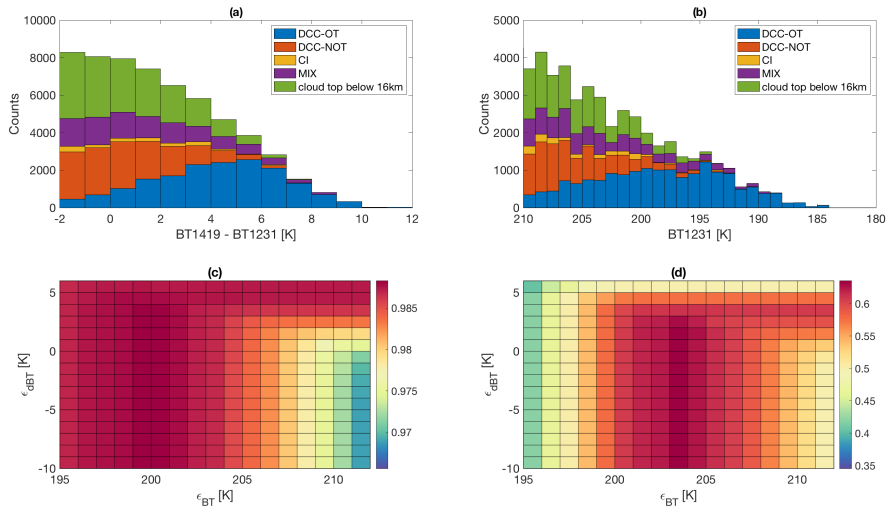 (a)
10000
8000
6000
4000
2000
0
Counts
-2 0 2 4 6 8 10 12
BT1419 - BT1231 [K]
DCC-OT
DCC-NOT
CI
MIX
cloud top below 16km
(b)
5000
4000
3000
2000
1000
0
Counts
210 205 200 195 190 185 180
BT1231 [K]
DCC-OT
DCC-NOT
CI
MIX
cloud top below 16km
(c)
5
0
-5
-10
ϵdBT [K]
195 200 205 210
ϵBT [K]
0.985
0.98
0.975
0.97
(d)
5
0
-5
-10
ϵdBT [K]
195 200 205 210
ϵBT [K]
0.6
0.55
0.5
0.45
0.4
0.35